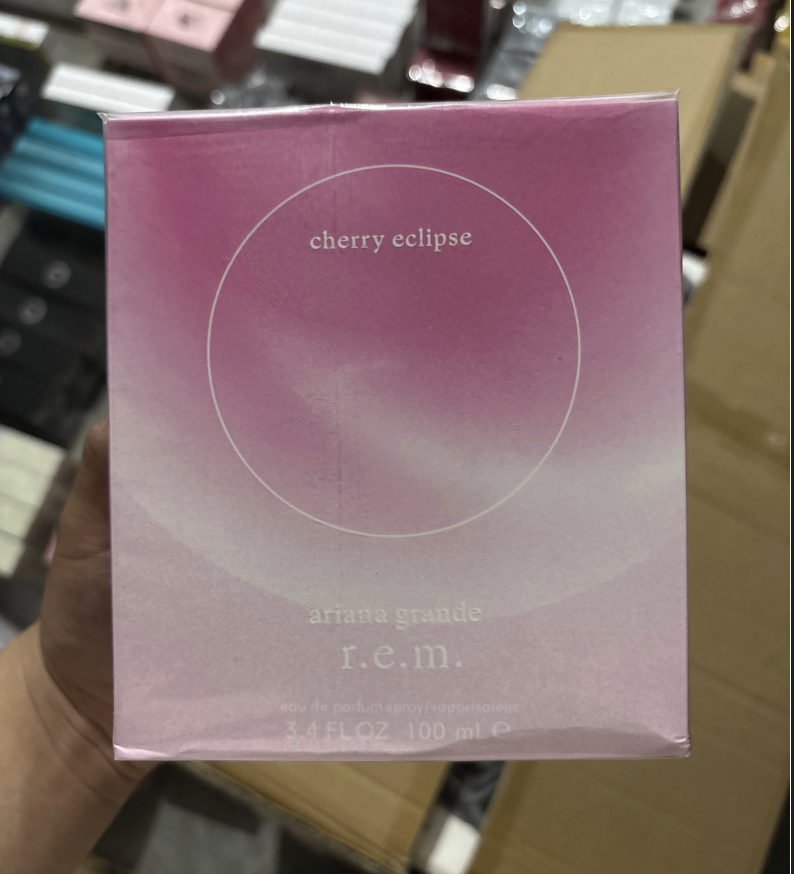 cherry eclipse
ariana grande
r.e.m.
eau de parfum spray/vaporisateur
3.4 FL OZ 100 mL ℮